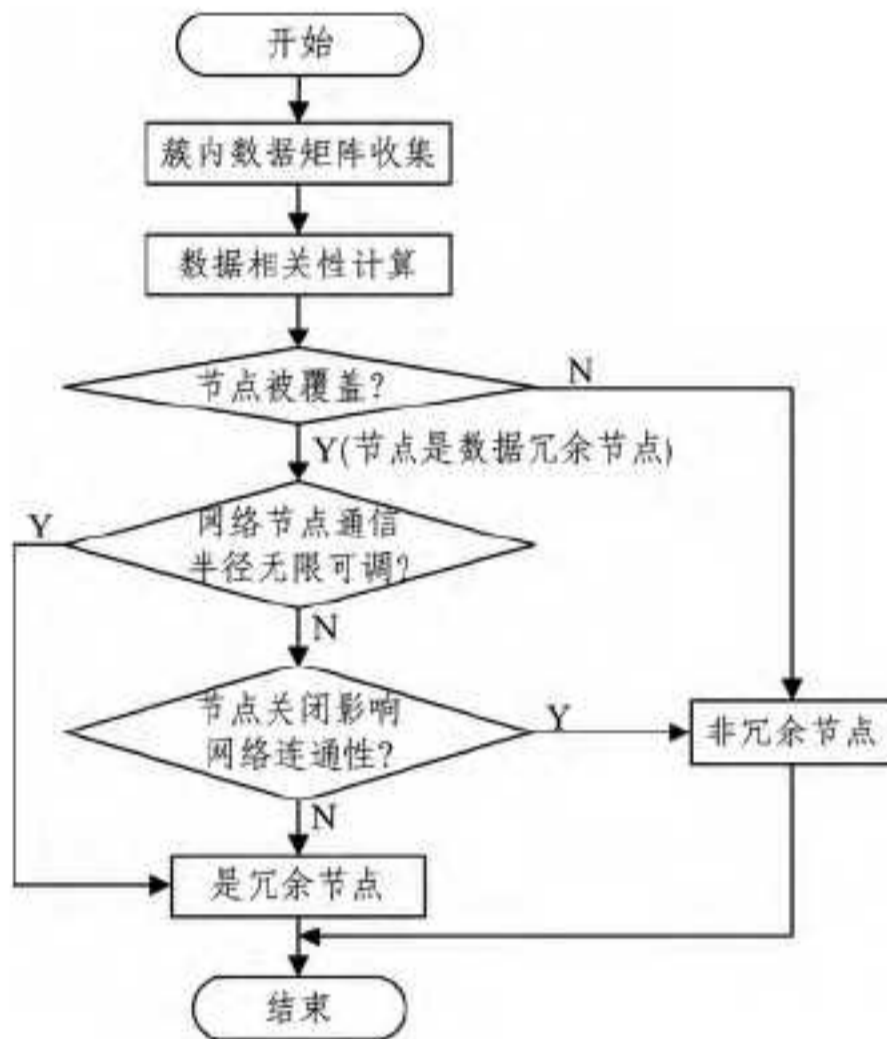 开始
簇内数据矩阵收集
数据相关性计算
节点被覆盖?
N
Y(节点是数据冗余节点)
Y
网络节点通信
半径无限可调?
N
节点关闭影响
网络连通性?
Y
非冗余节点
N
是冗余节点
结束